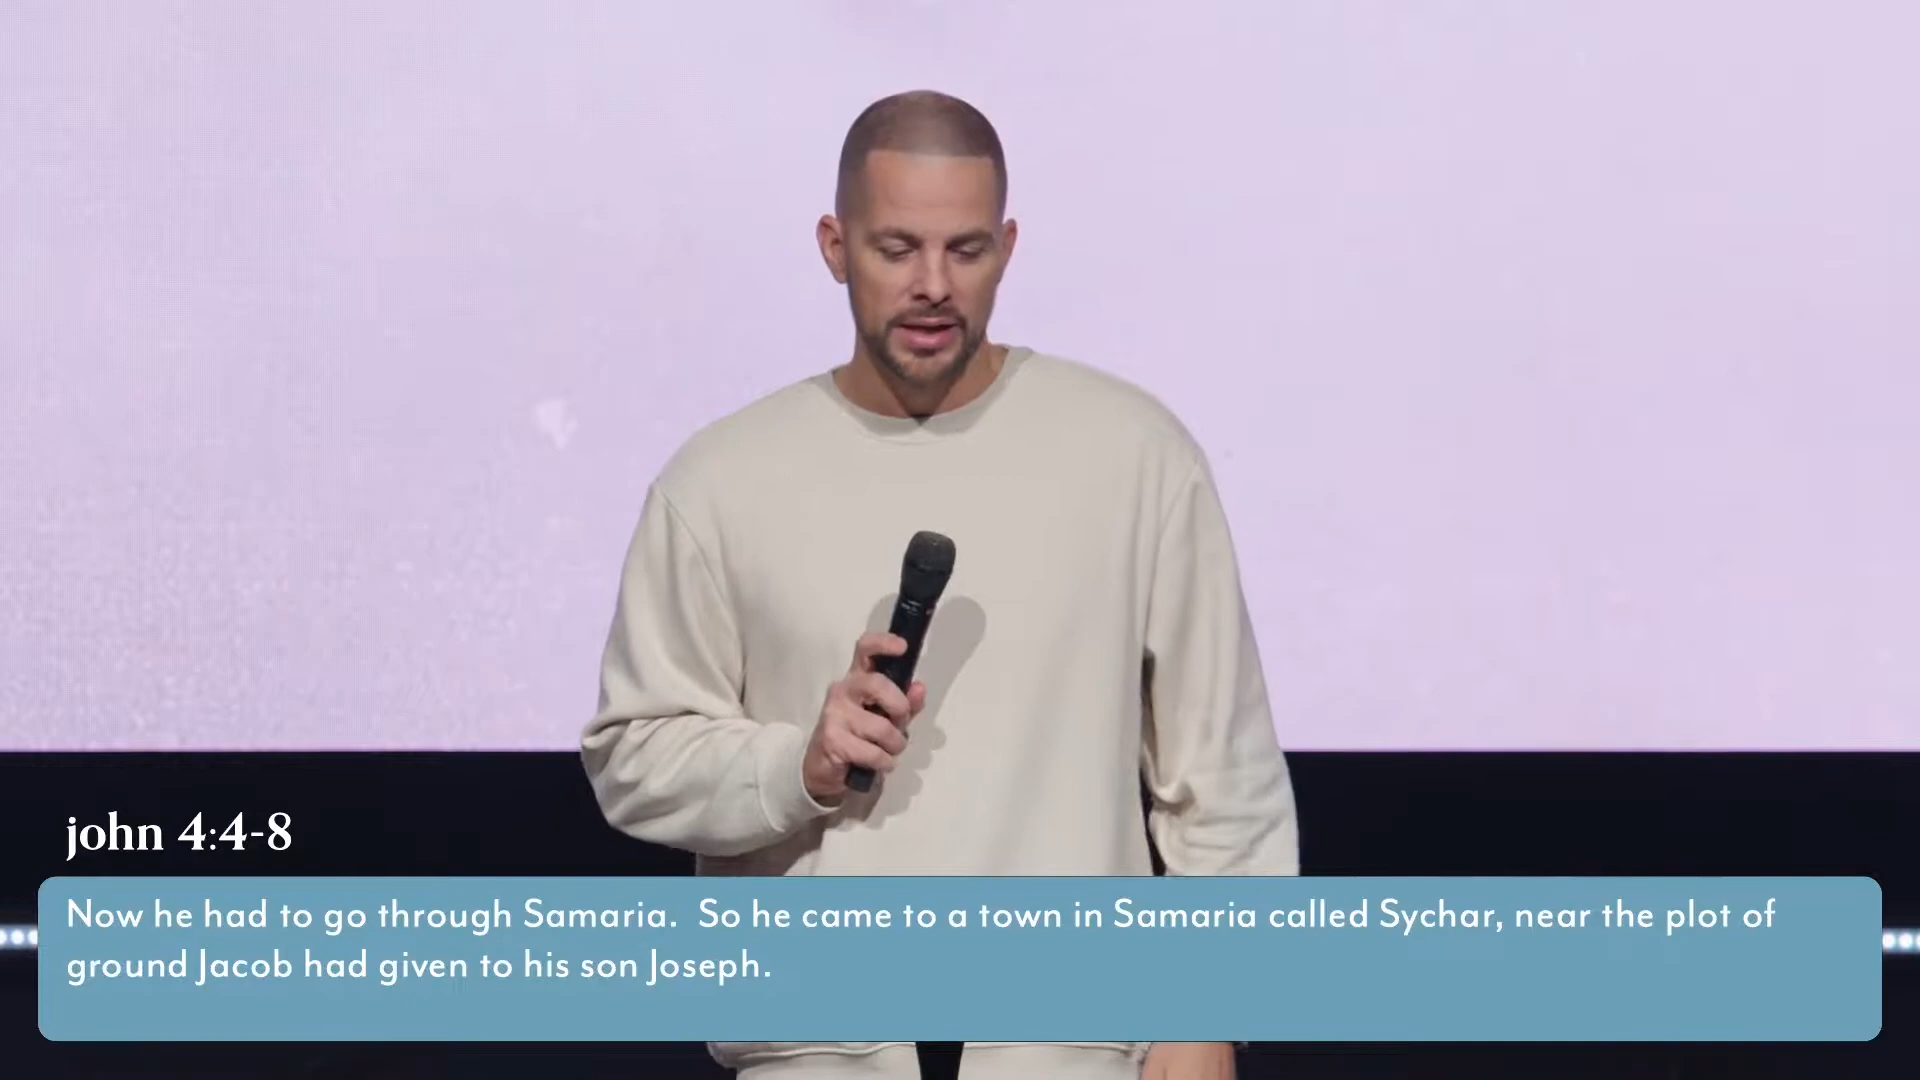 john 4:4-8
Now he had to go through Samaria.  So he came to a town in Samaria called Sychar, near the plot of
ground Jacob had given to his son Joseph.